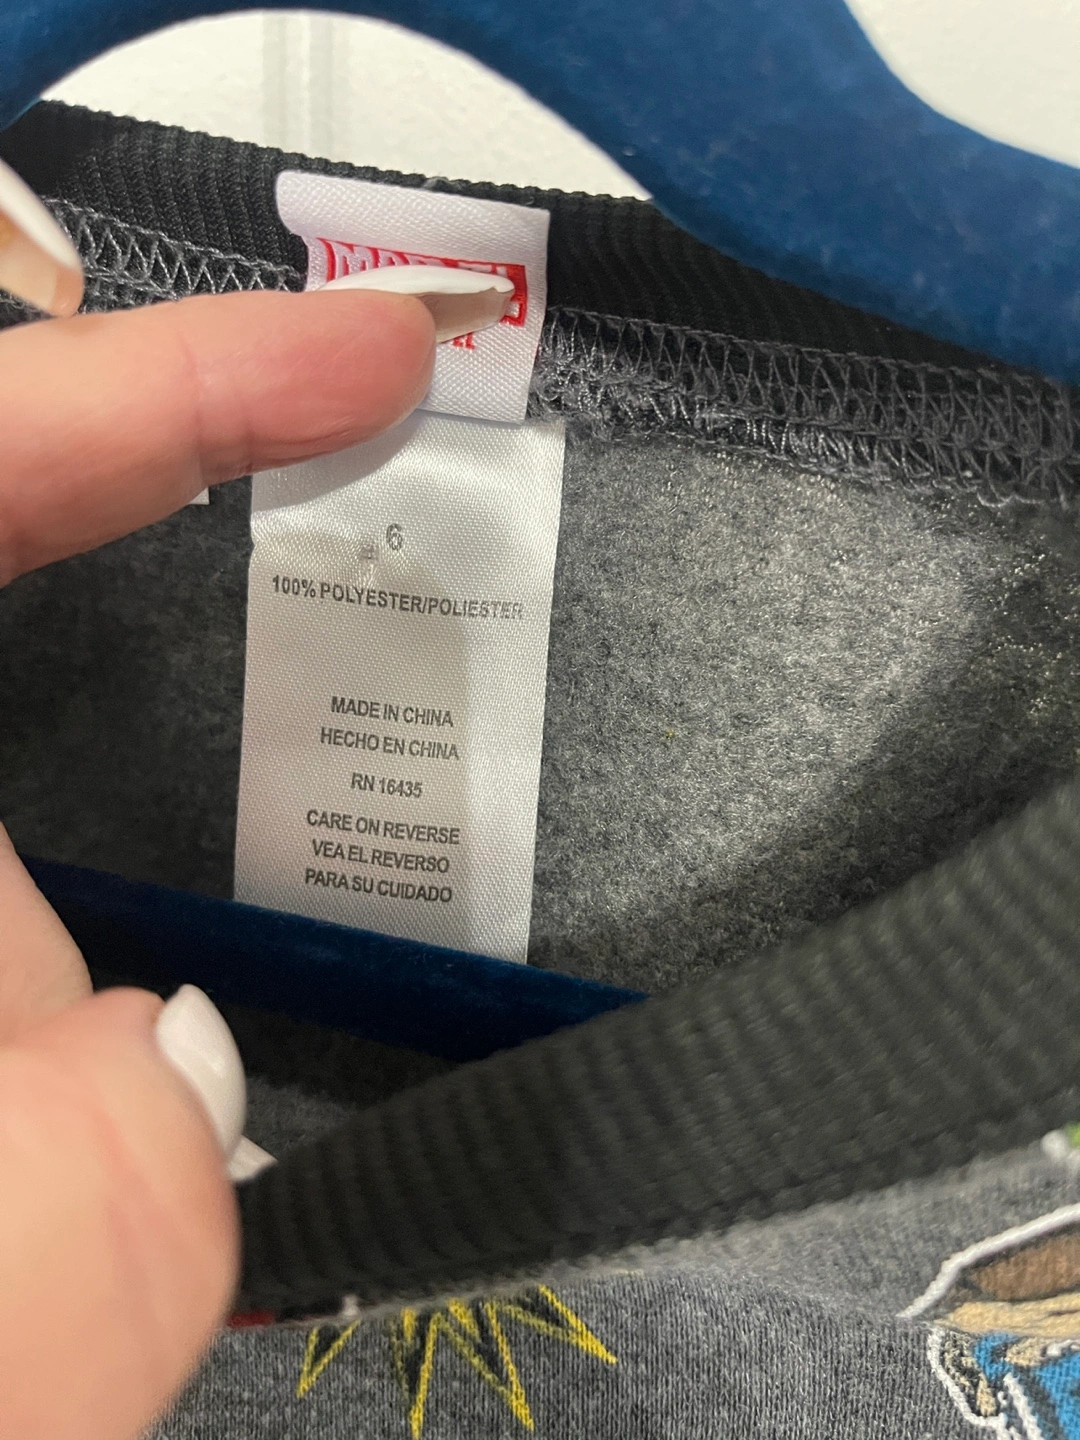 6
100% POLYESTER/POLIESTER
MADE IN CHINA
HECHO EN CHINA
RN 16435
CARE ON REVERSE
VEA EL REVERSO
PARA SU CUIDADO